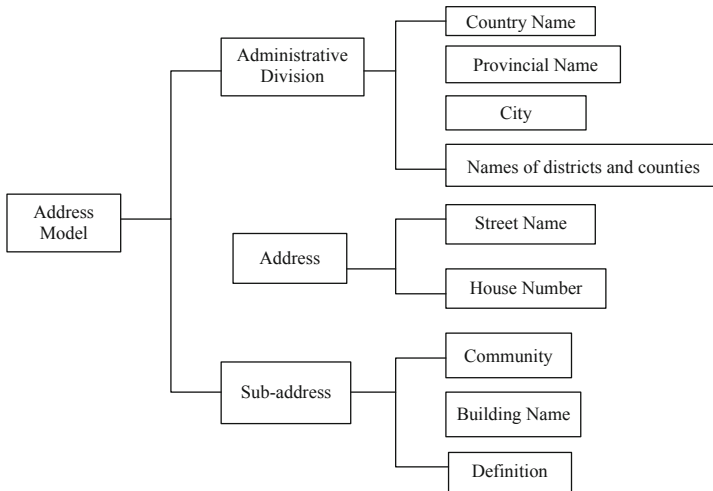 Address
Model
Administrative
Division
Country Name
Provincial Name
City
Names of districts and counties
Address
Street Name
House Number
Sub-address
Community
Building Name
Definition